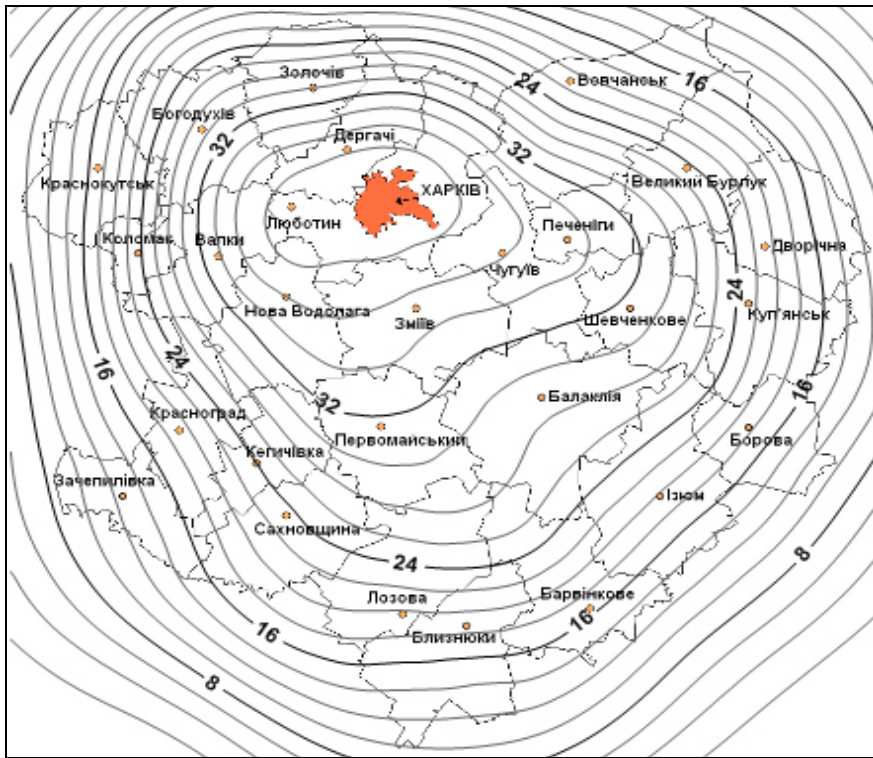 16
24
Вовчанськ
Золочів
Богодухів
32
Дергачі
32
Краснокутськ
Великий Бурлук
ХАРКІВ
Люботин
Печеніги
Коломак
Валки
Дворічна
Чугуїв
24
Нова Водолага
Зміїв
Шевченкове
Куп'янськ
24
16
16
32
Балаклія
Красноград
Первомайський
Борова
Кегичівка
Зачепилівка
Ізюм
Сахновщина
24
8
Лозова
Барвінкове
16
16
Близнюки
8